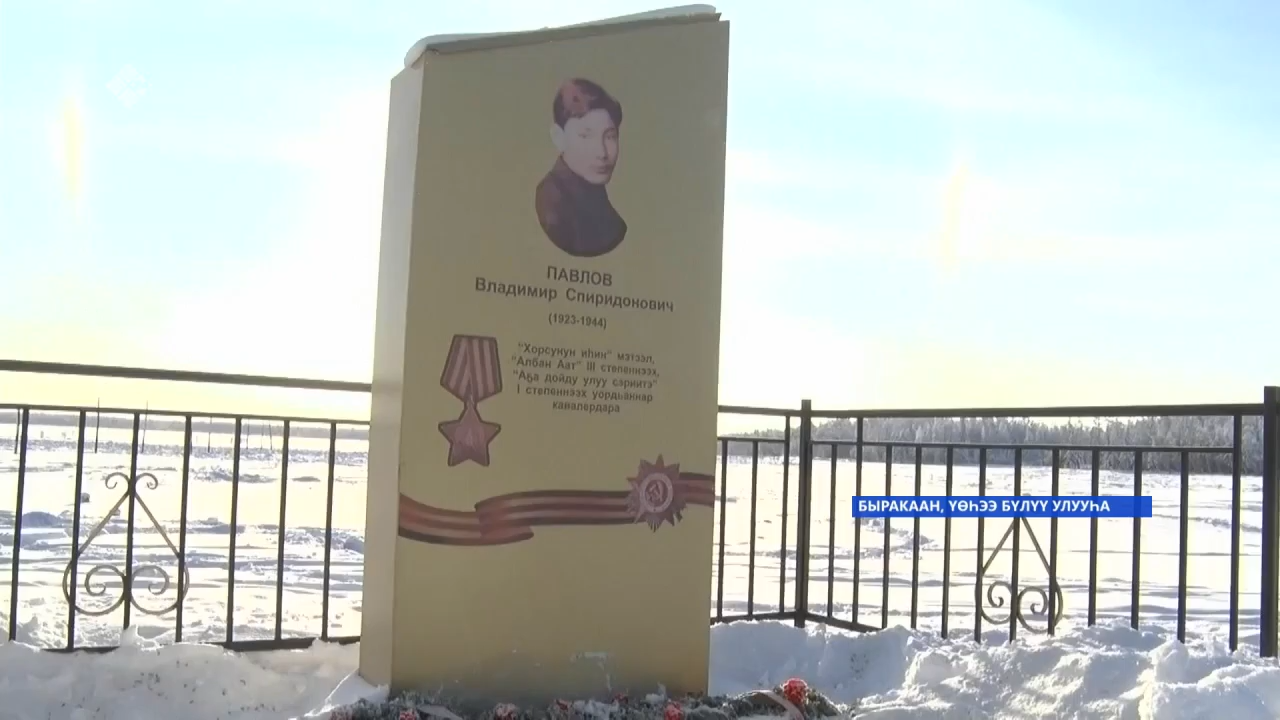 ПАВЛОВ
Владимир Спиридонович
(1923-1944)
"Хорсунун иһин" мэтээл,
"Албан Аат" III степеннээх,
"Аҕа дойду улуу сэриитэ"
I степеннээх уордьаннар
кавалердара
БЫРАКААН, ҮӨҺЭЭ БҮЛҮҮ УЛУУҺА